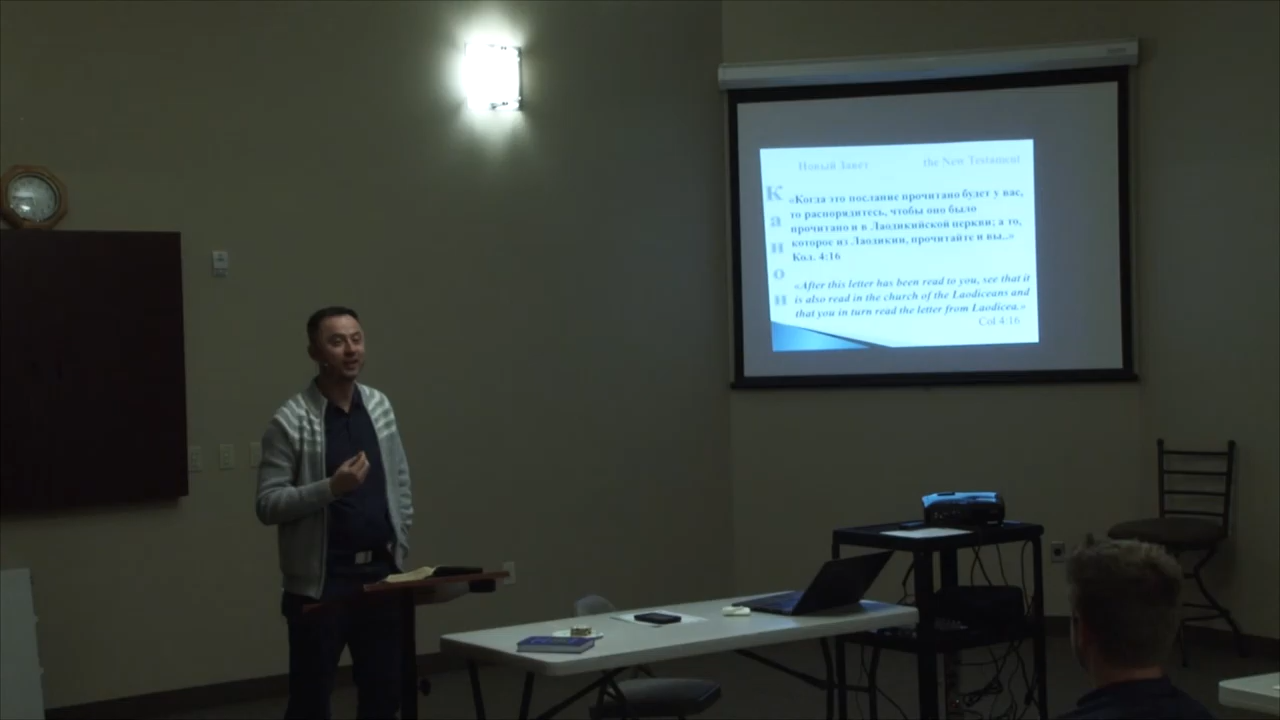 Новый Завет the New Testament
Канон
«Когда это послание прочитано будет у вас,
то распорядитесь, чтобы оно было
прочитано и в Лаодикийской церкви; а то,
которое из Лаодикии, прочитайте и вы..»
Кол. 4:16
«After this letter has been read to you, see that it
is also read in the church of the Laodiceans and
that you in turn read the letter from Laodicea.»
Col 4:16